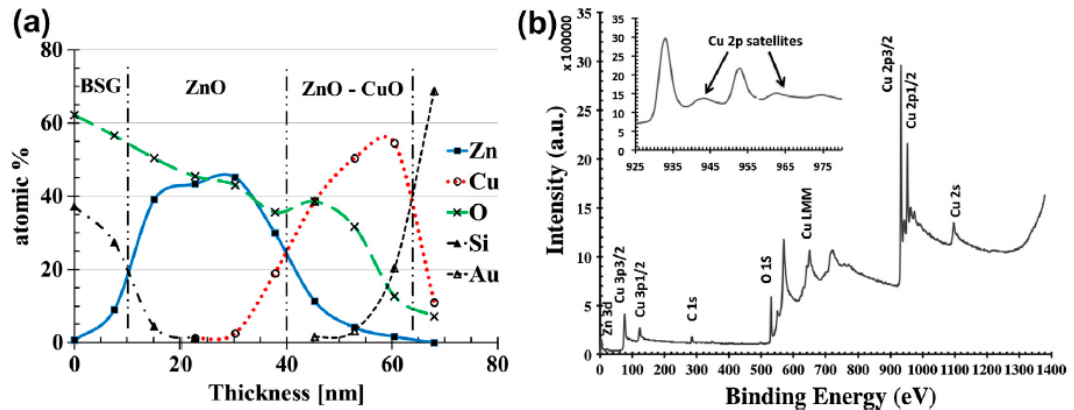 (a)
80
60
40
20
0
atomic %
BSG
ZnO
ZnO - CuO
Zn
Cu
O
Si
Au
0
20
40
60
80
Thickness [nm]
(b)
x 100000
35
30
25
20
15
10
5
0
Intensity (a.u.)
35
30
25
20
15
10
5
0
Cu 2p satellites
925
935
945
955
965
975
Zn 3d
Cu 3p3/2
Cu 3p1/2
C 1s
O 1S
Cu LMM
Cu 2p3/2
Cu 2p1/2
Cu 2s
0
100
200
300
400
500
600
700
800
900
1000
1100
1200
1300
1400
Binding Energy (eV)